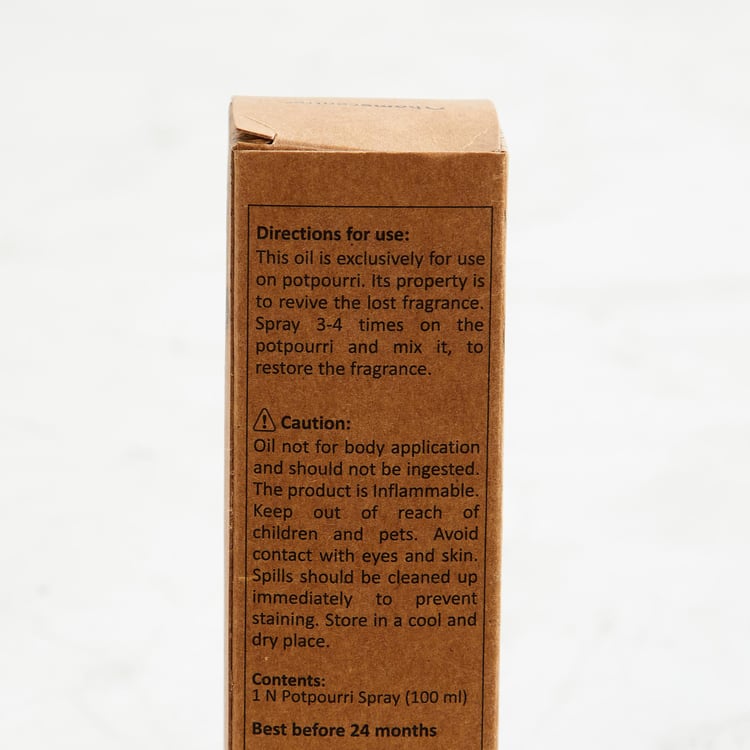 Directions for use:
This oil is exclusively for use
on potpourri. Its property is
to revive the lost fragrance.
Spray 3-4 times on the
potpourri and mix it, to
restore the fragrance.
Caution:
Oil not for body application
and should not be ingested.
The product is Inflammable.
Keep out of reach of
children and pets. Avoid
contact with eyes and skin.
Spills should be cleaned up
immediately to prevent
staining. Store in a cool and
dry place.
Contents:
1 N Potpourri Spray (100 ml)
Best before 24 months